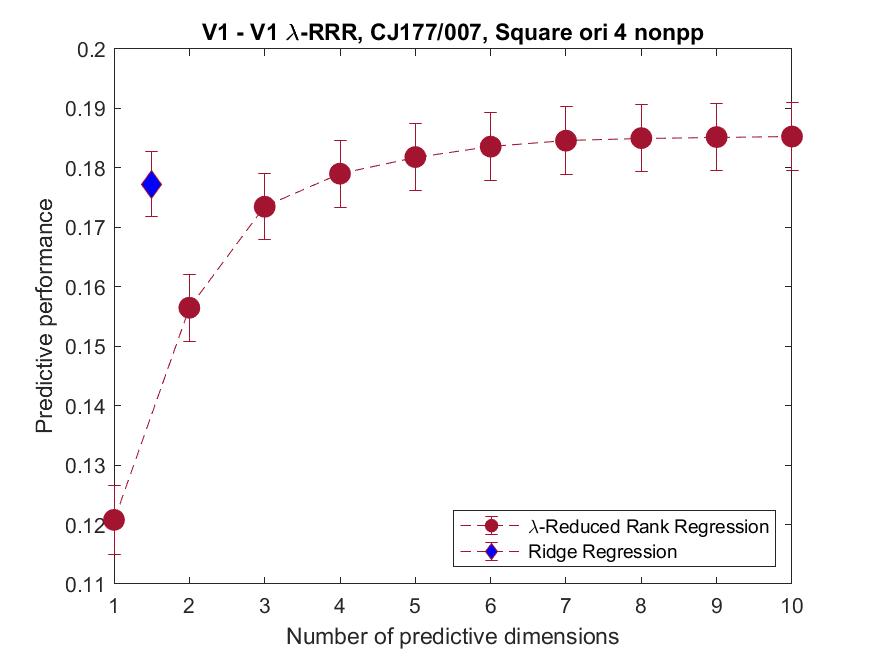 V1 - V1 λ-RRR, CJ177/007, Square ori 4 nonpp
0.2
0.19
0.18
0.17
0.16
0.15
0.14
0.13
0.12
0.11
Predictive performance
λ-Reduced Rank Regression
Ridge Regression
1 2 3 4 5 6 7 8 9 10
Number of predictive dimensions